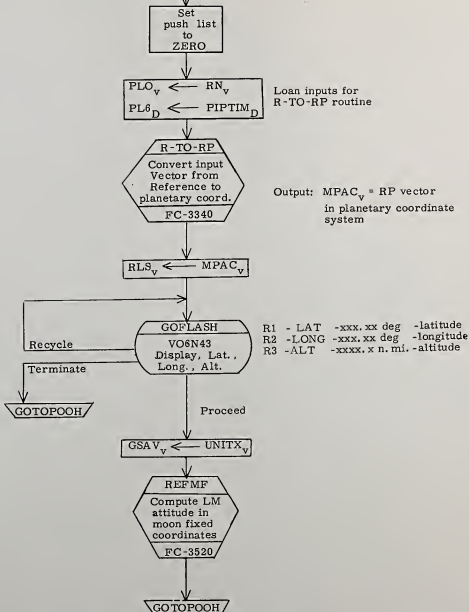 Set
push list
to
ZERO
PLO_v ← RN_v
PL6_D ← PIPTIM_D
Loan inputs for
R-TO-RP routine
R-TO-RP
Convert input
Vector from
Reference to
planetary coord.
FC-3340
Output: MPAC_v = RP vector
in planetary coordinate
system
RLS_v ← MPAC_v
GOFLASH
VO6N43
Display, Lat.,
Long., Alt.
R1 - LAT -xxx.xx deg -latitude
R2 -LONG -xxx.xx deg -longitude
R3 -ALT -xxxx.x n.mi.-altitude
Recycle
Terminate
GOTOPOOH
Proceed
GSAV_v ← UNITX_v
REFMF
Compute LM
attitude in
moon fixed
coordinates
FC-3520
GOTOPOOH